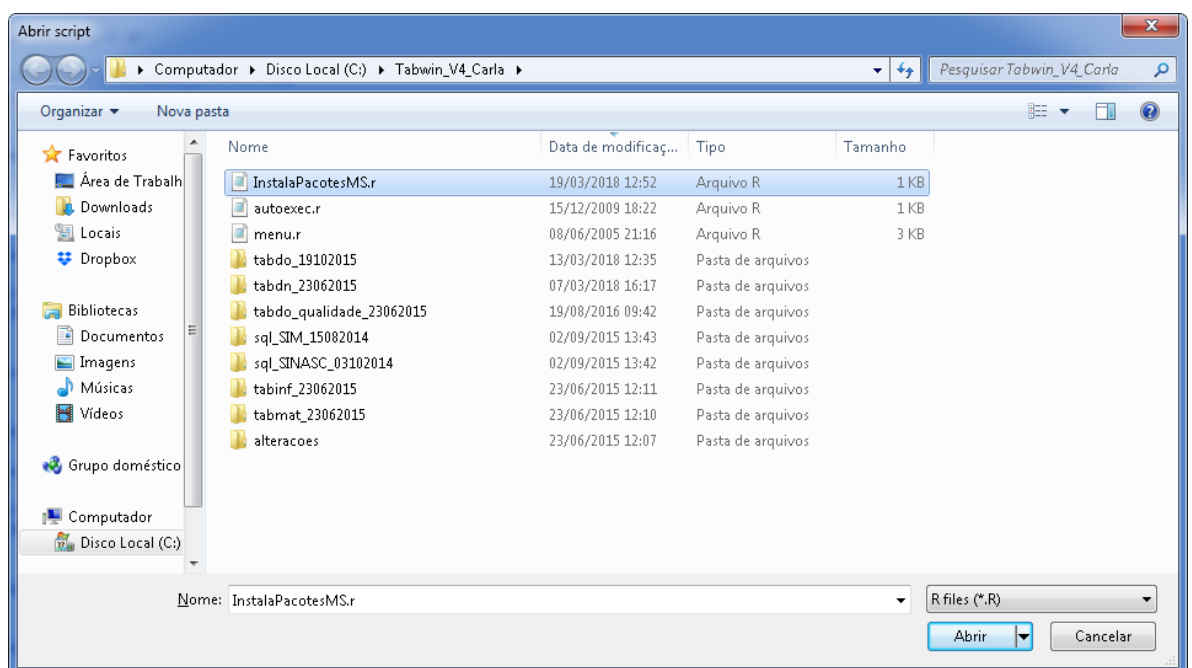 Abrir script
Computador Disco Local (C:) Tabwin_V4_Carla
Pesquisar Tabwin_V4_Carla
Organizar Nova pasta
Favoritos
Área de Trabalh
Downloads
Locais
Dropbox
Bibliotecas
Documentos
Imagens
Músicas
Vídeos
Grupo doméstico
Computador
Disco Local (C:)
Nome Data de modificaç... Tipo Tamanho
InstalaPacotesMS.r 19/03/2018 12:52 Arquivo R 1 KB
autoexec.r 15/12/2009 18:22 Arquivo R 1 KB
menu.r 08/06/2005 21:16 Arquivo R 3 KB
tabdo_19102015 13/03/2018 12:35 Pasta de arquivos
tabdn_23062015 07/03/2018 16:17 Pasta de arquivos
tabdo_qualidade_23062015 19/08/2016 09:42 Pasta de arquivos
sql_SIM_15082014 02/09/2015 13:43 Pasta de arquivos
sql_SINASC_03102014 02/09/2015 13:42 Pasta de arquivos
tabinf_23062015 23/06/2015 12:11 Pasta de arquivos
tabmat_23062015 23/06/2015 12:10 Pasta de arquivos
alteracoes 23/06/2015 12:07 Pasta de arquivos
Nome: InstalaPacotesMS.r
R files (*.R)
Abrir Cancelar